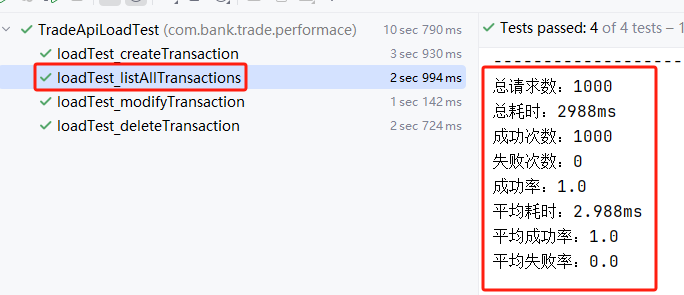 TradeApiLoadTest (com.bank.trade.performace) 10 sec 790 ms
loadTest_createTransaction 3 sec 930 ms
loadTest_listAllTransactions 2 sec 994 ms
loadTest_modifyTransaction 1 sec 142 ms
loadTest_deleteTransaction 2 sec 724 ms
Tests passed: 4 of 4 tests – 1
--------------------
总请求数：1000
总耗时：2988ms
成功次数：1000
失败次数：0
成功率：1.0
平均耗时：2.988ms
平均成功率：1.0
平均失败率：0.0